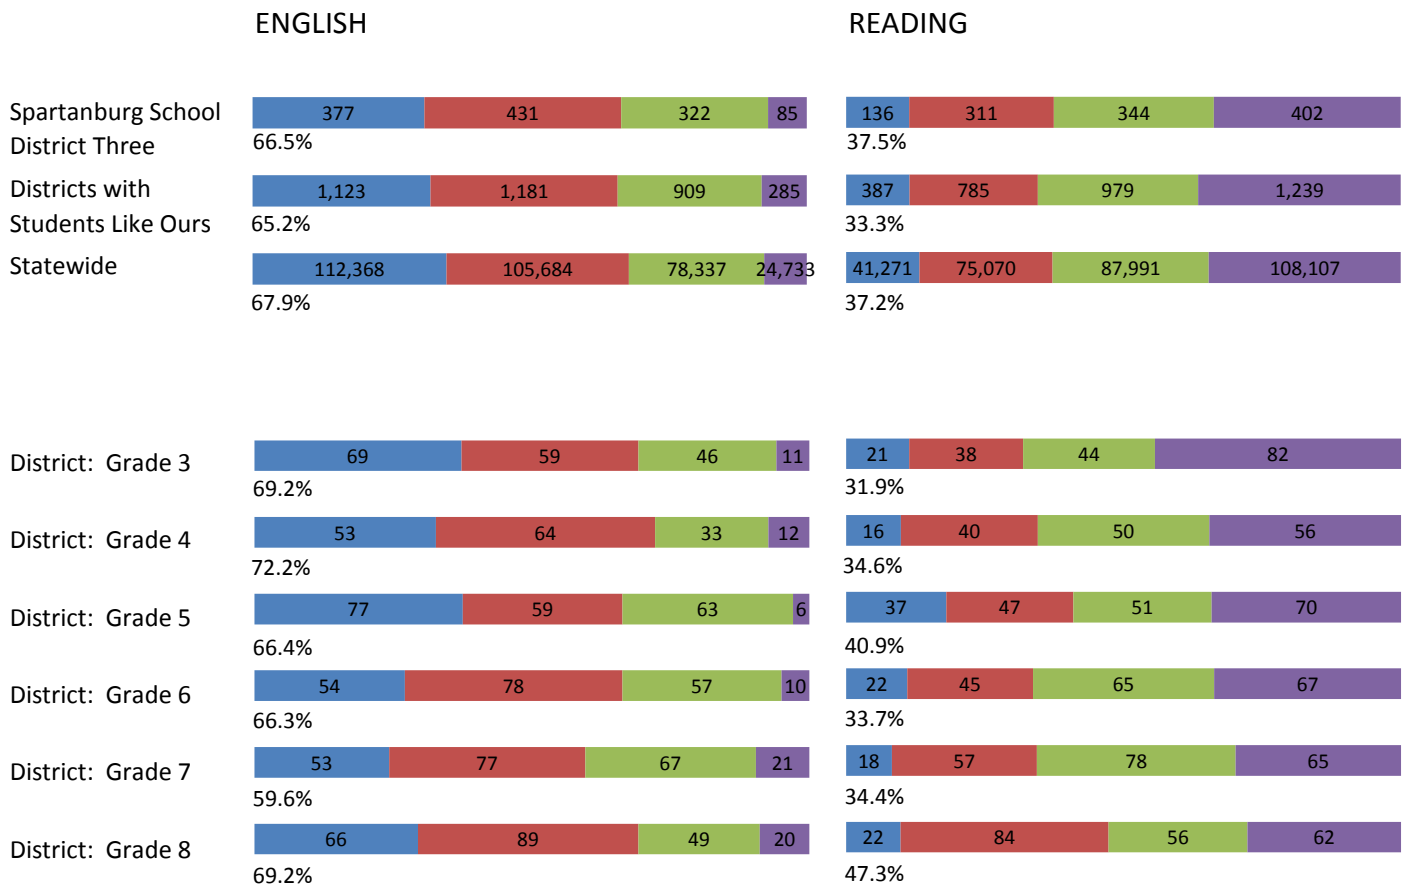 ENGLISH READING
Spartanburg School 377 431 322 85 136 311 344 402
District Three 66.5% 37.5%
Districts with 1,123 1,181 909 285 387 785 979 1,239
Students Like Ours 65.2% 33.3%
Statewide 112,368 105,684 78,337 24,733 41,271 75,070 87,991 108,107
67.9% 37.2%
District: Grade 3 69 59 46 11 21 38 44 82
69.2% 31.9%
District: Grade 4 53 64 33 12 16 40 50 56
72.2% 34.6%
District: Grade 5 77 59 63 6 37 47 51 70
66.4% 40.9%
District: Grade 6 54 78 57 10 22 45 65 67
66.3% 33.7%
District: Grade 7 53 77 67 21 18 57 78 65
59.6% 34.4%
District: Grade 8 66 89 49 20 22 84 56 62
69.2% 47.3%